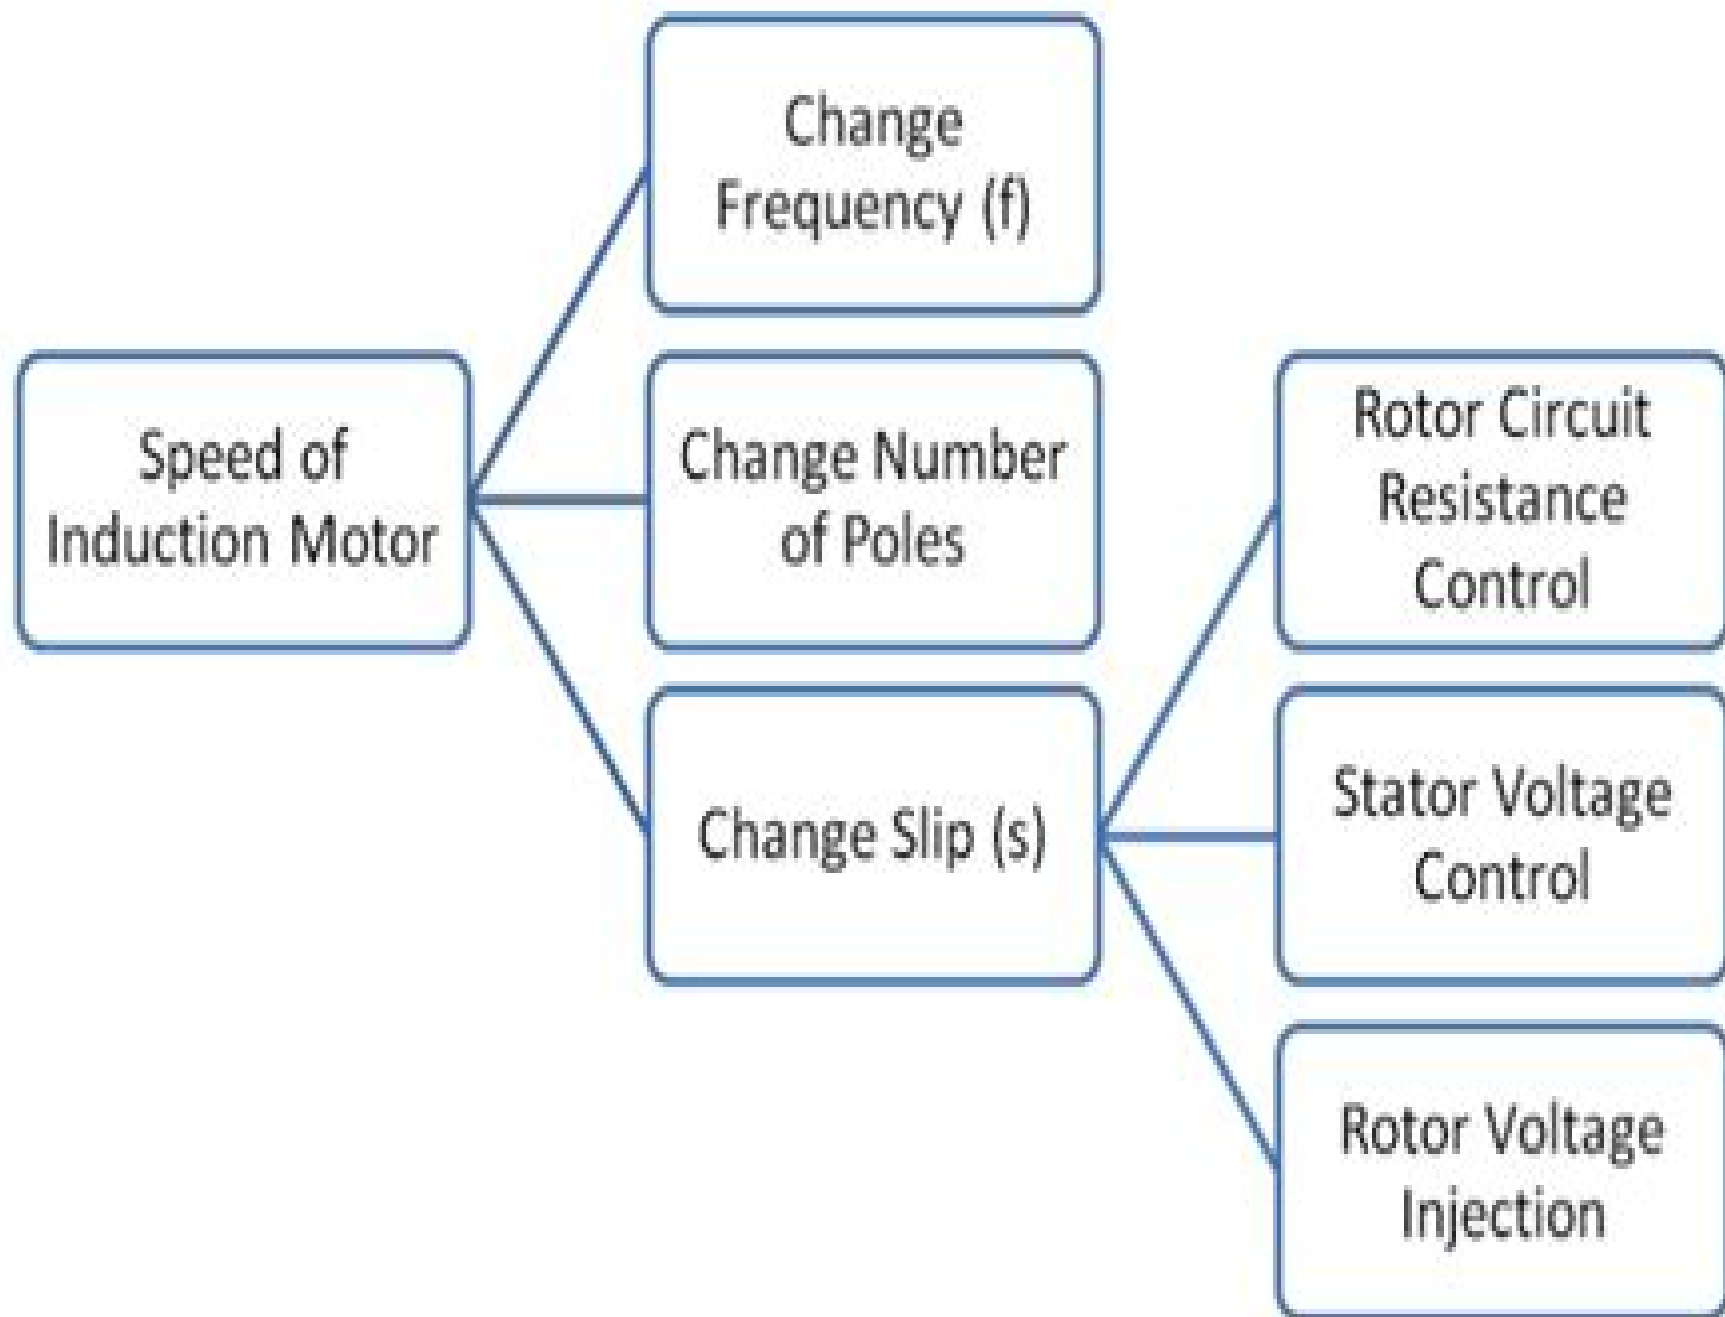 Change
Frequency (f)
Speed of
Induction Motor
Change Number
of Poles
Change Slip (s)
Rotor Circuit
Resistance
Control
Stator Voltage
Control
Rotor Voltage
Injection